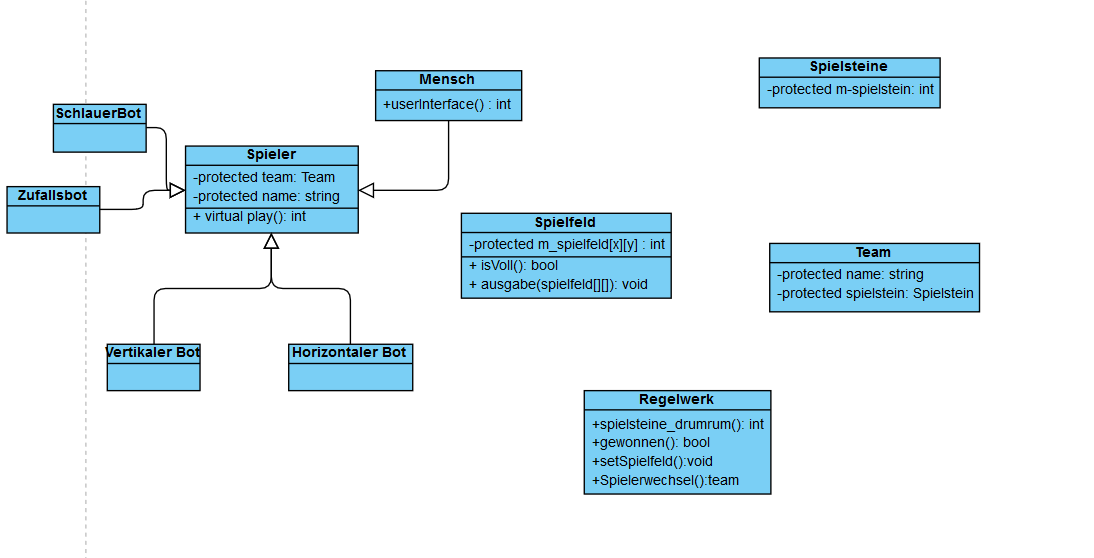 Spielsteine
-protected m-spielstein: int
Mensch
+userInterface() : int
SchlauerBot
Spieler
-protected team: Team
-protected name: string
+ virtual play(): int
Zufallsbot
Spielfeld
-protected m_spielfeld[x][y] : int
+ isVoll(): bool
+ ausgabe(spielfeld[][]): void
Team
-protected name: string
-protected spielstein: Spielstein
Vertikaler Bot
Horizontaler Bot
Regelwerk
+spielsteine_drumrum(): int
+gewonnen(): bool
+setSpielfeld():void
+Spielerwechsel():team